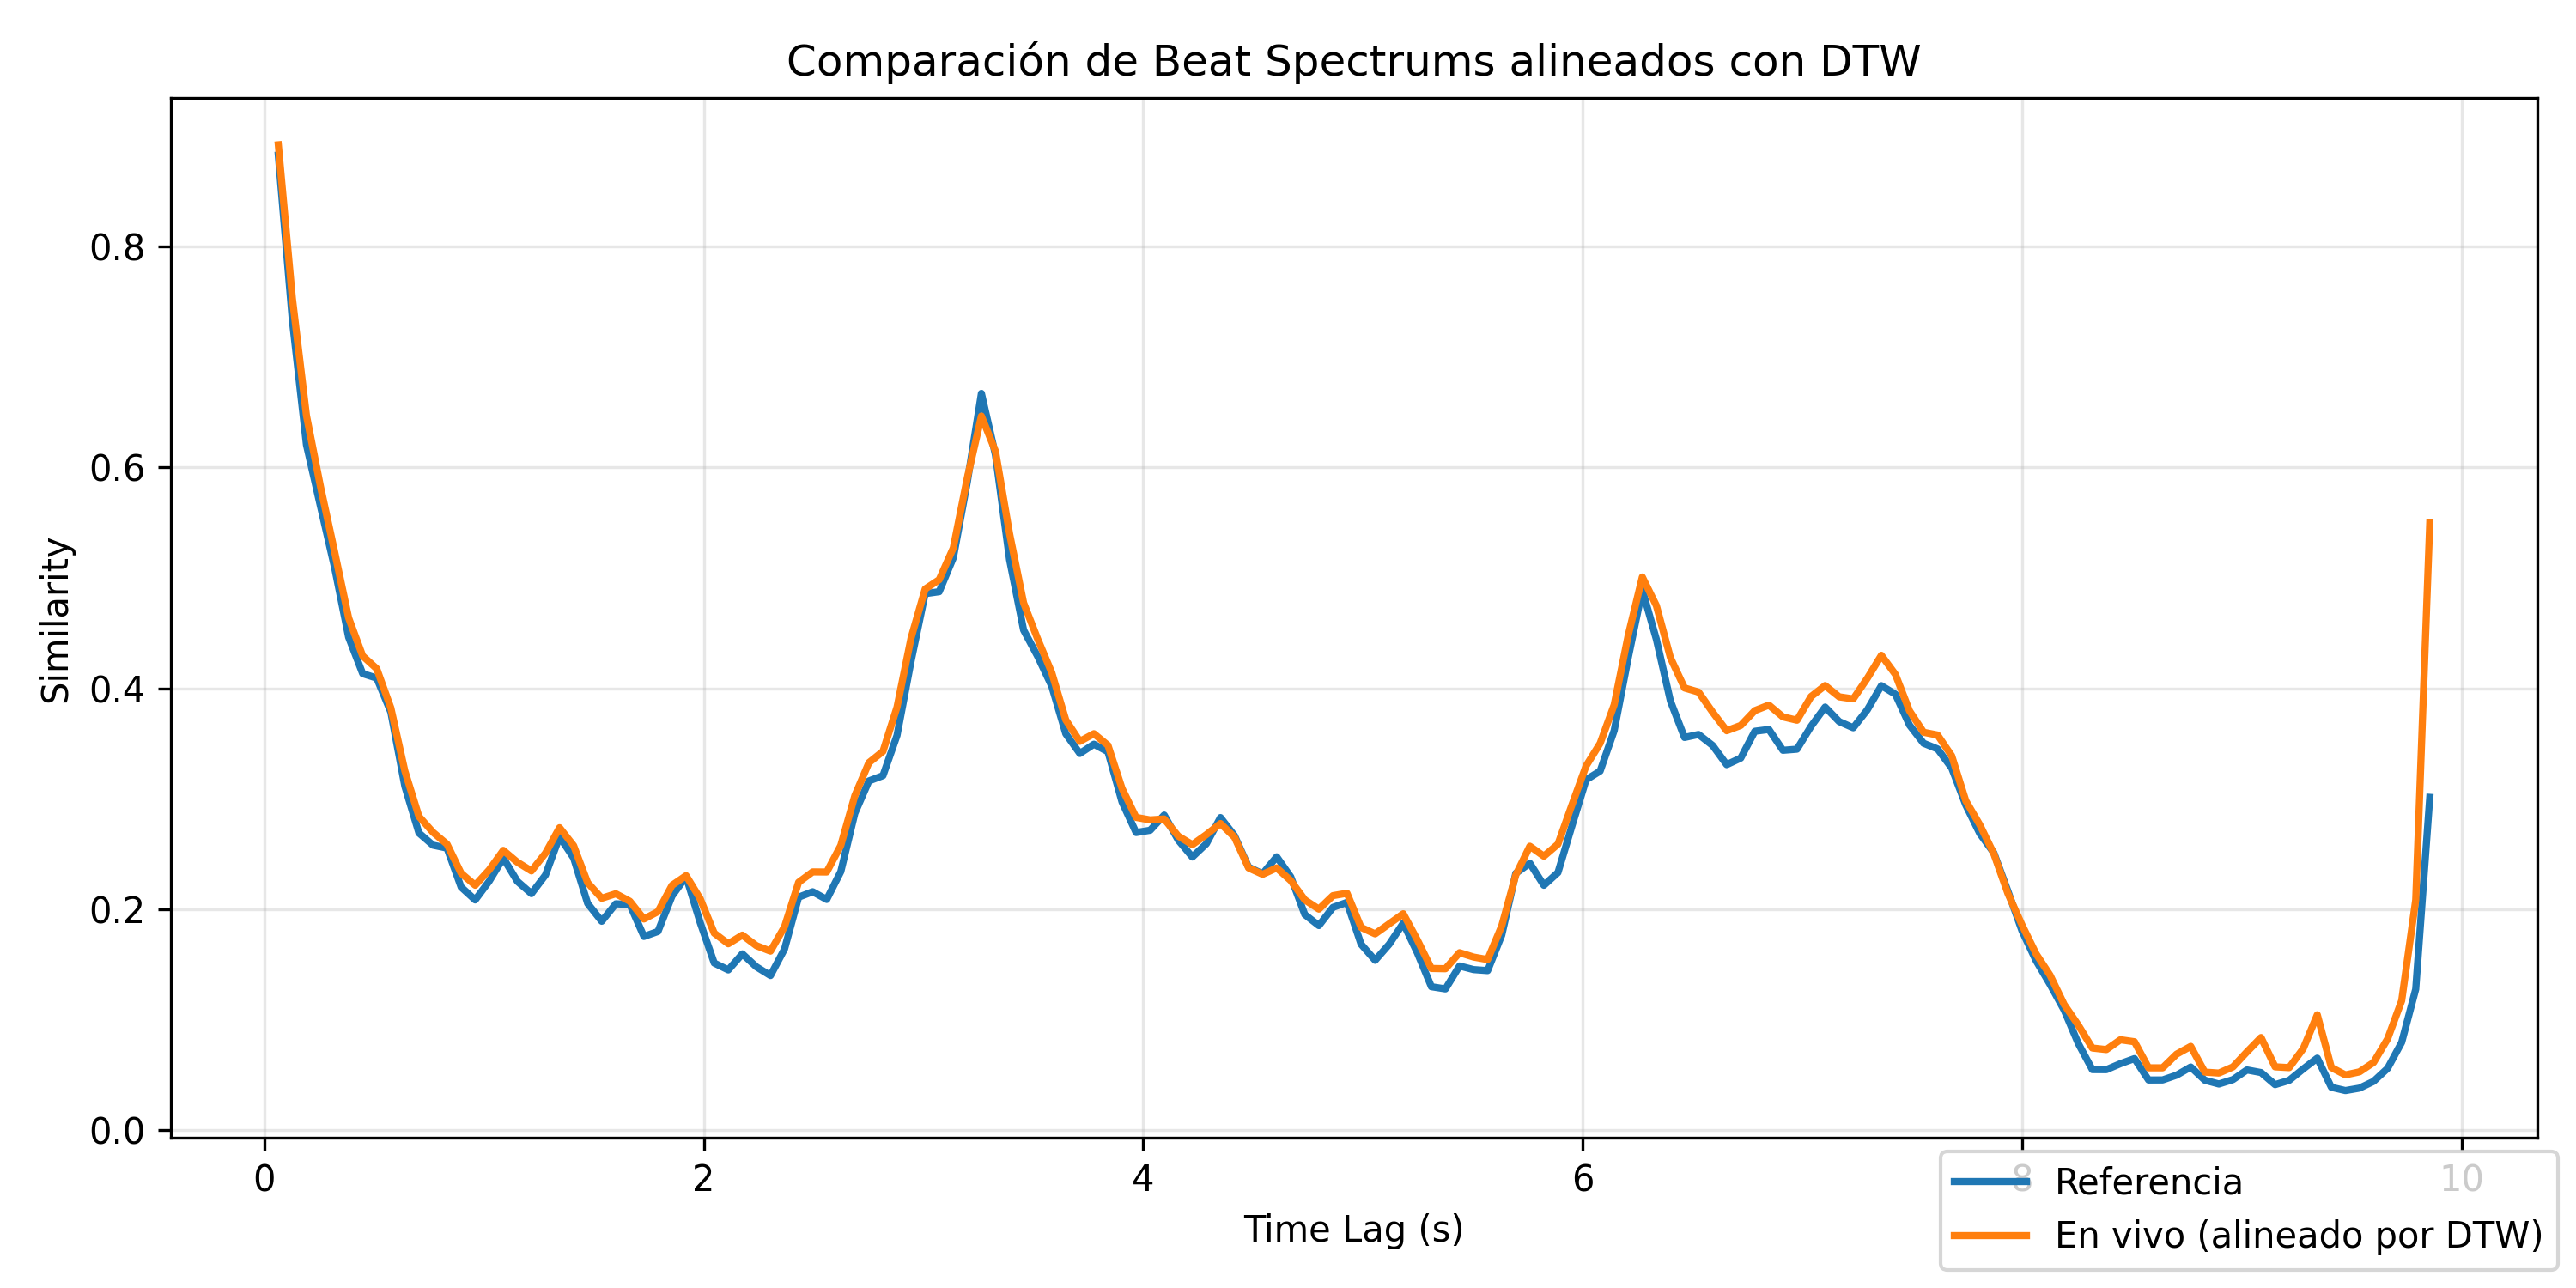 Comparación de Beat Spectrums alineados con DTW
Similarity
0.8
0.6
0.4
0.2
0.0
0 2 4 6 8 10
Time Lag (s)
Referencia
En vivo (alineado por DTW)